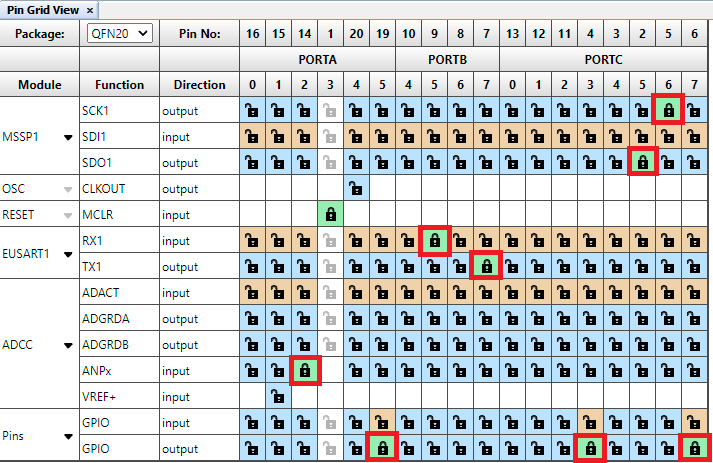 Pin Grid View ×
Package: QFN20 Pin No: 16 15 14 1 20 19 10 9 8 7 13 12 11 4 3 2 5 6
PORTA PORTB PORTC
Module Function Direction 0 1 2 3 4 5 4 5 6 7 0 1 2 3 4 5 6 7
MSSP1
SCK1 output
SDI1 input
SDO1 output
OSC CLKOUT output
RESET MCLR input
EUSART1
RX1 input
TX1 output
ADCC
ADACT input
ADGRDA output
ADGRDB output
ANPx input
VREF+ input
Pins
GPIO input
GPIO output